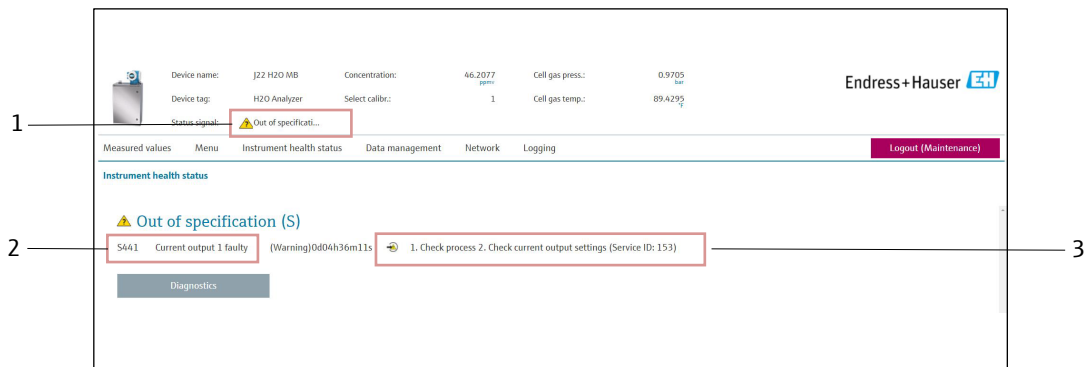 Device name: J22 H2O MB Concentration: 46.2077 ppmv Cell gas press.: 0.9705 bar
Endress+Hauser EH
Device tag: H2O Analyzer Select calibr.: 1 Cell gas temp.: 89.4295 °F
1
Status signal: Out of specificati...
Measured values Menu Instrument health status Data management Network Logging Logout (Maintenance)
Instrument health status
Out of specification (S)
2
S441 Current output 1 faulty (Warning)0d04h36m11s 1. Check process 2. Check current output settings (Service ID: 153)
3
Diagnostics